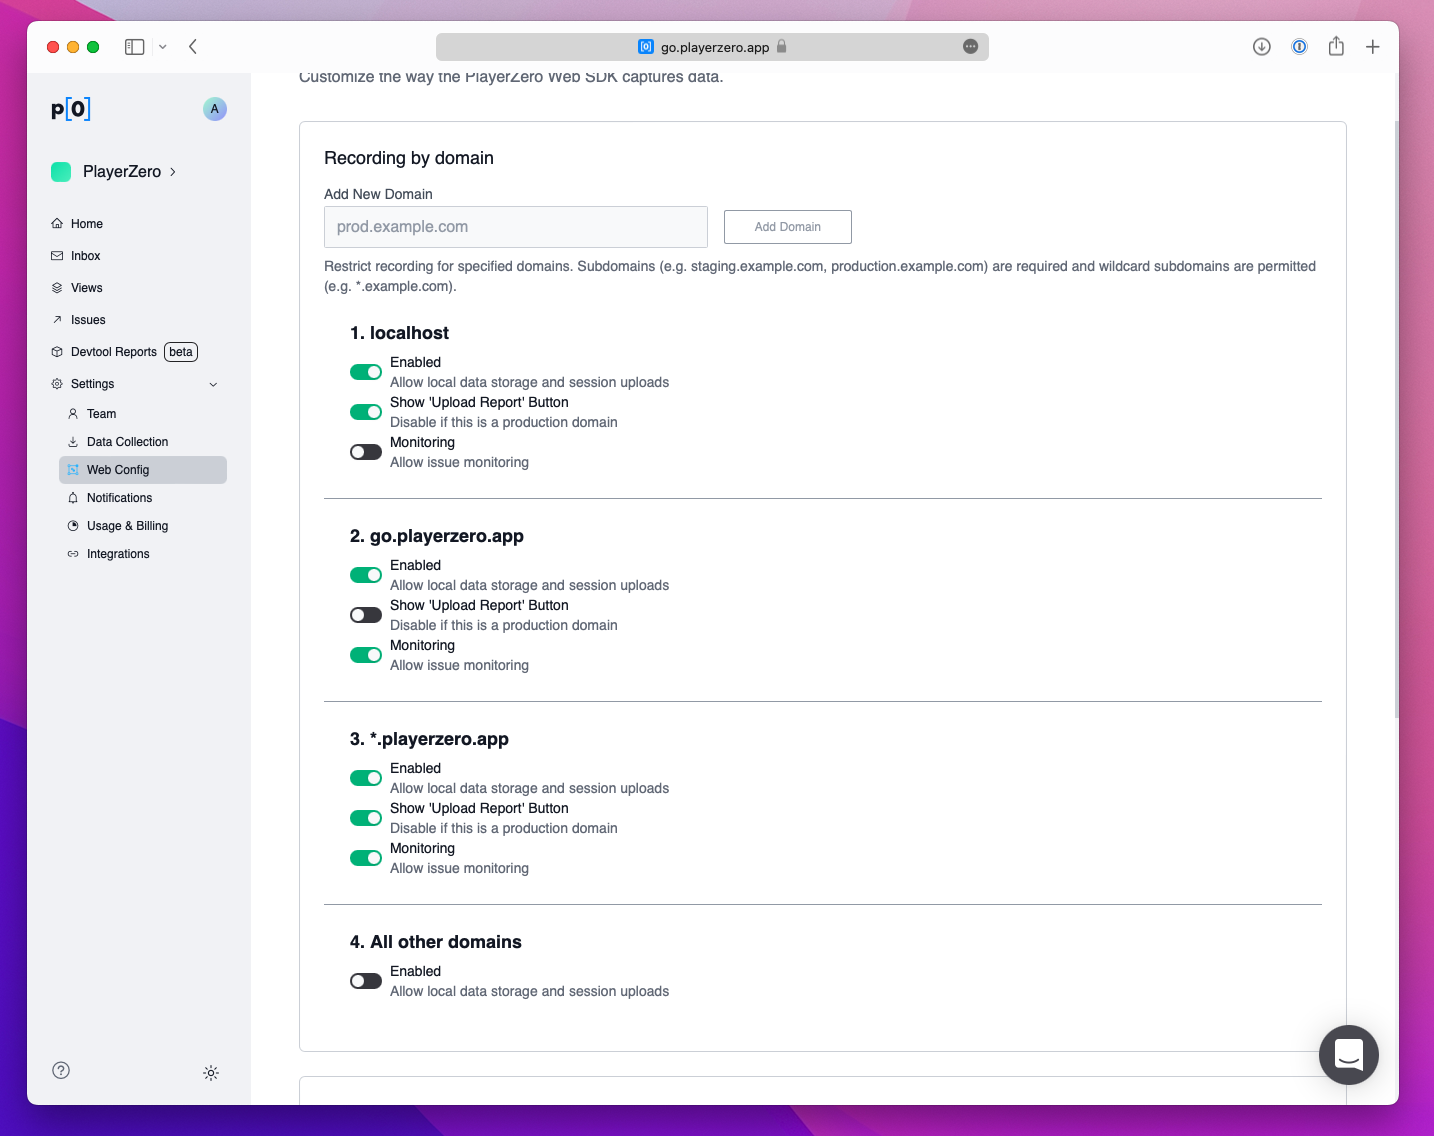 go.playerzero.app
p[0]
A
PlayerZero
Home
Inbox
Views
Issues
Devtool Reports beta
Settings
Team
Data Collection
Web Config
Notifications
Usage & Billing
Integrations
Customize the way the PlayerZero Web SDK captures data.
Recording by domain
Add New Domain
prod.example.com
Add Domain
Restrict recording for specified domains. Subdomains (e.g. staging.example.com, production.example.com) are required and wildcard subdomains are permitted
(e.g. *.example.com).
1. localhost
Enabled
Allow local data storage and session uploads
Show 'Upload Report' Button
Disable if this is a production domain
Monitoring
Allow issue monitoring
2. go.playerzero.app
Enabled
Allow local data storage and session uploads
Show 'Upload Report' Button
Disable if this is a production domain
Monitoring
Allow issue monitoring
3. *.playerzero.app
Enabled
Allow local data storage and session uploads
Show 'Upload Report' Button
Disable if this is a production domain
Monitoring
Allow issue monitoring
4. All other domains
Enabled
Allow local data storage and session uploads